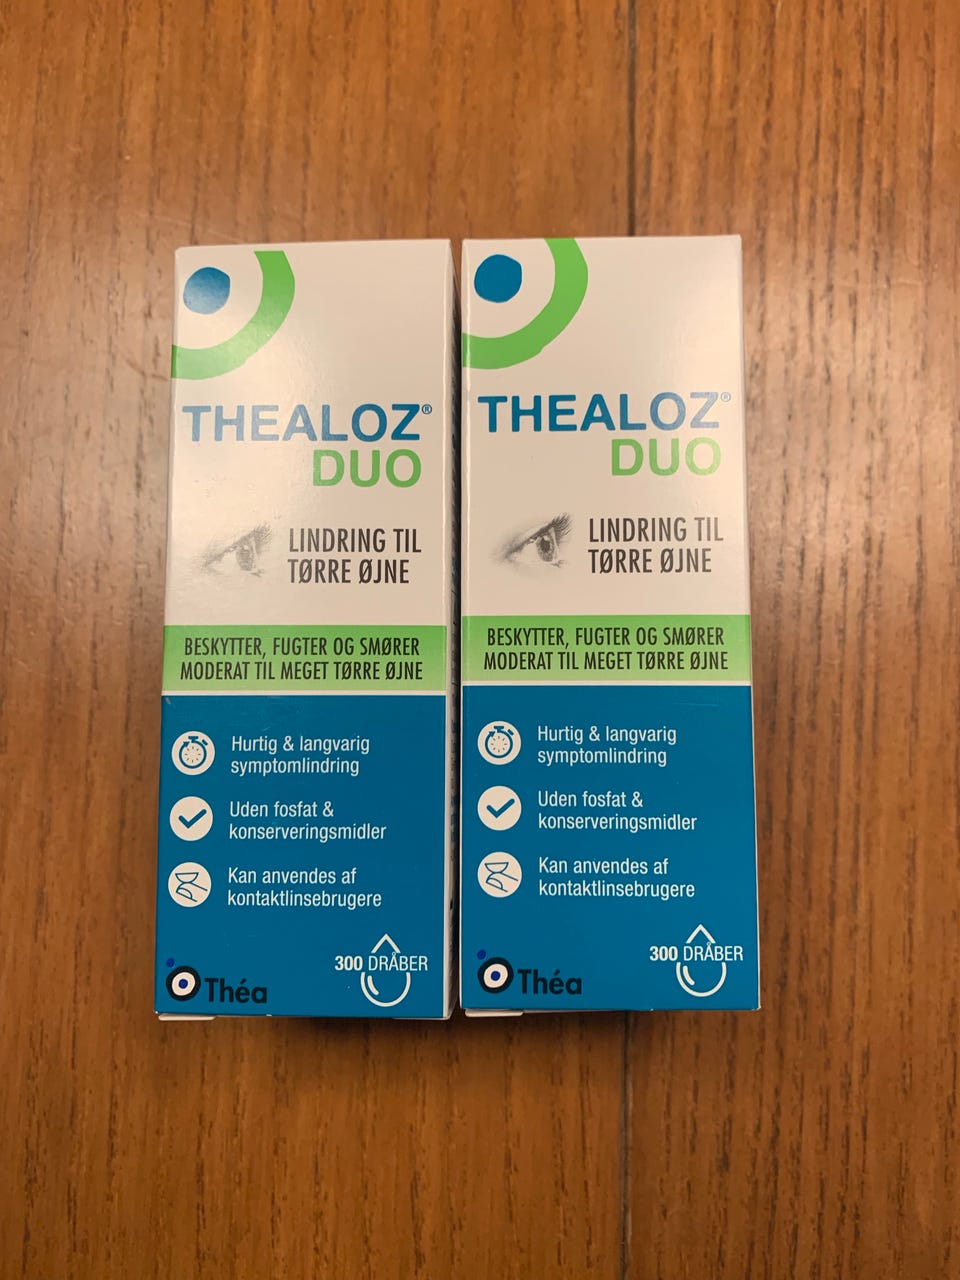 THEALOZ®
DUO
LINDRING TIL
TØRRE ØJNE
BESKYTTER, FUGTER OG SMØRER
MODERAT TIL MEGET TØRRE ØJNE
Hurtig & langvarig
symptomlindring
Uden fosfat &
konserveringsmidler
Kan anvendes af
kontaktlinsebrugere
300 DRÅBER
Théa
THEALOZ®
DUO
LINDRING TIL
TØRRE ØJNE
BESKYTTER, FUGTER OG SMØRER
MODERAT TIL MEGET TØRRE ØJNE
Hurtig & langvarig
symptomlindring
Uden fosfat &
konserveringsmidler
Kan anvendes af
kontaktlinsebrugere
300 DRÅBER
Théa